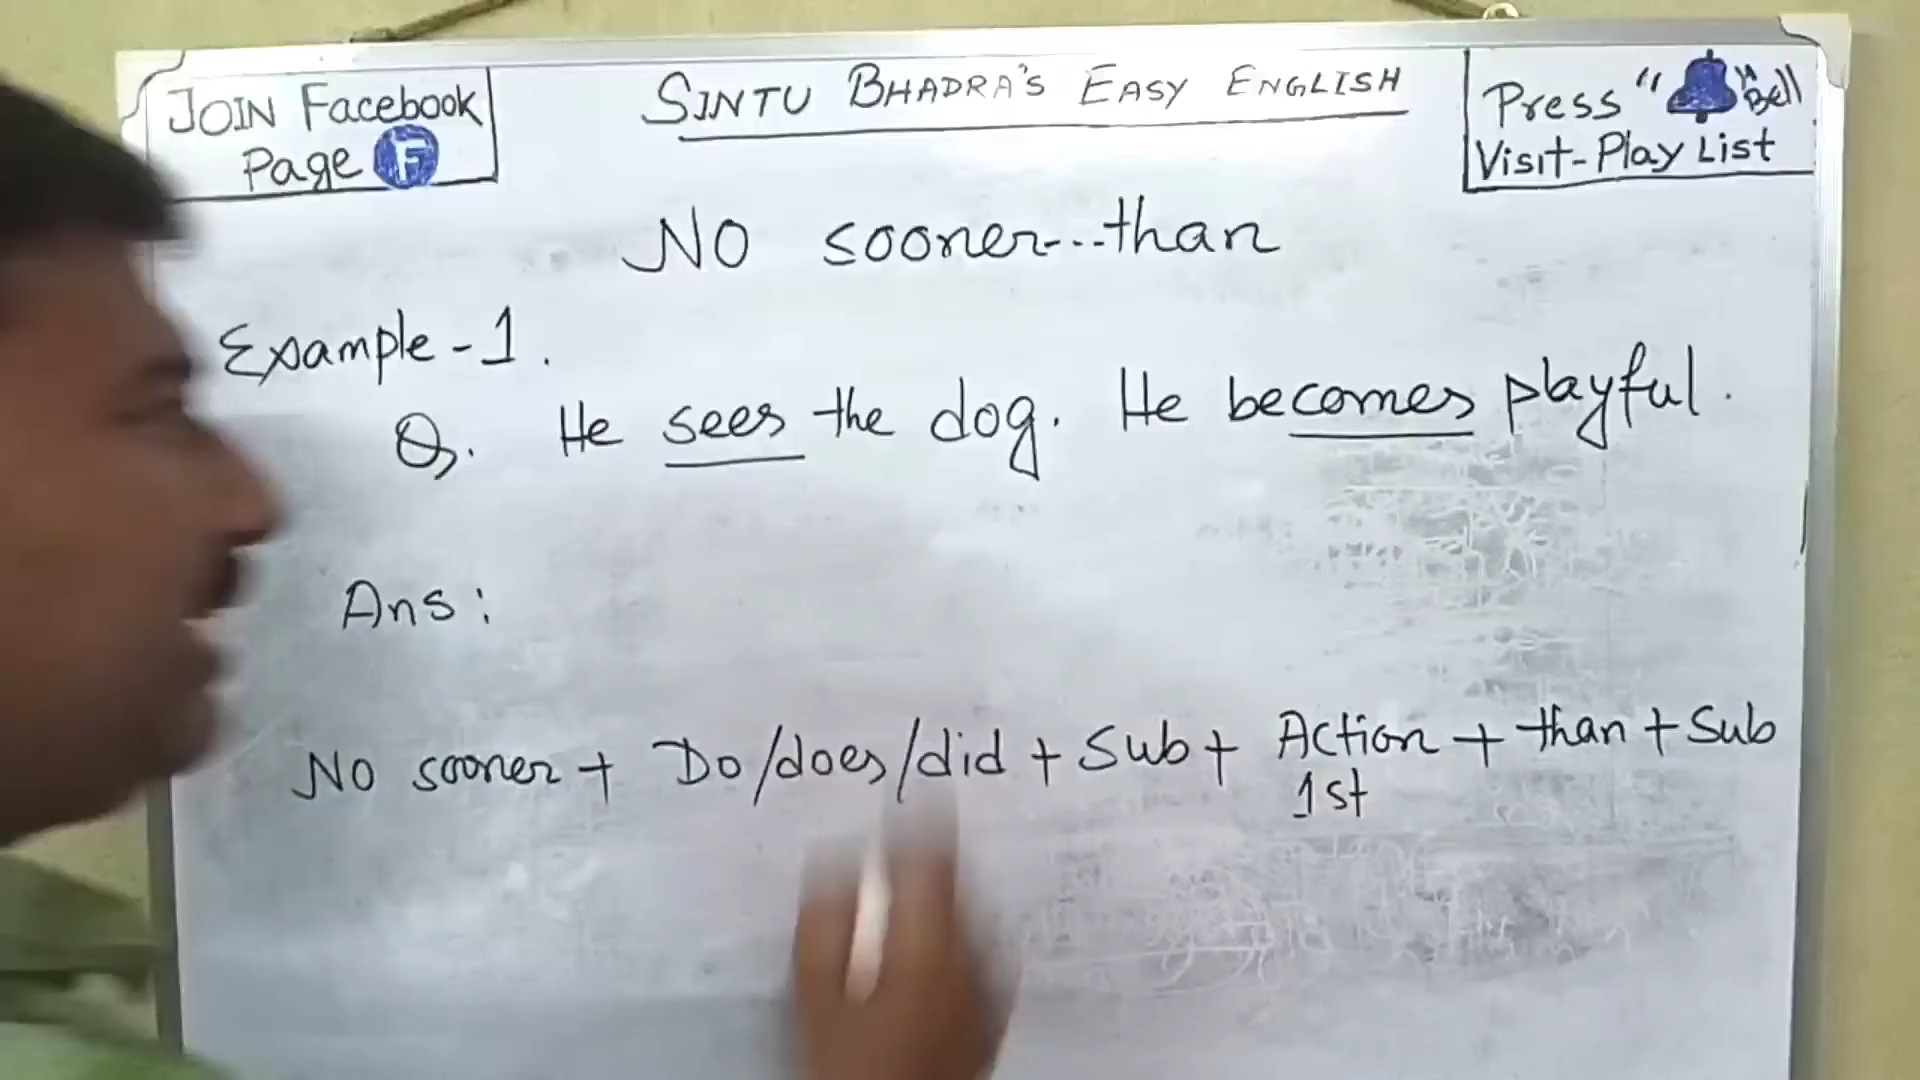 JOIN Facebook
Page F
SINTU BHADRA'S EASY ENGLISH
Press " " Bell
Visit-Play List
NO sooner...than
Example-1.
Q. He sees the dog. He becomes playful.
Ans:
No sooner + Do/does/did + Sub + Action + than + Sub
1st